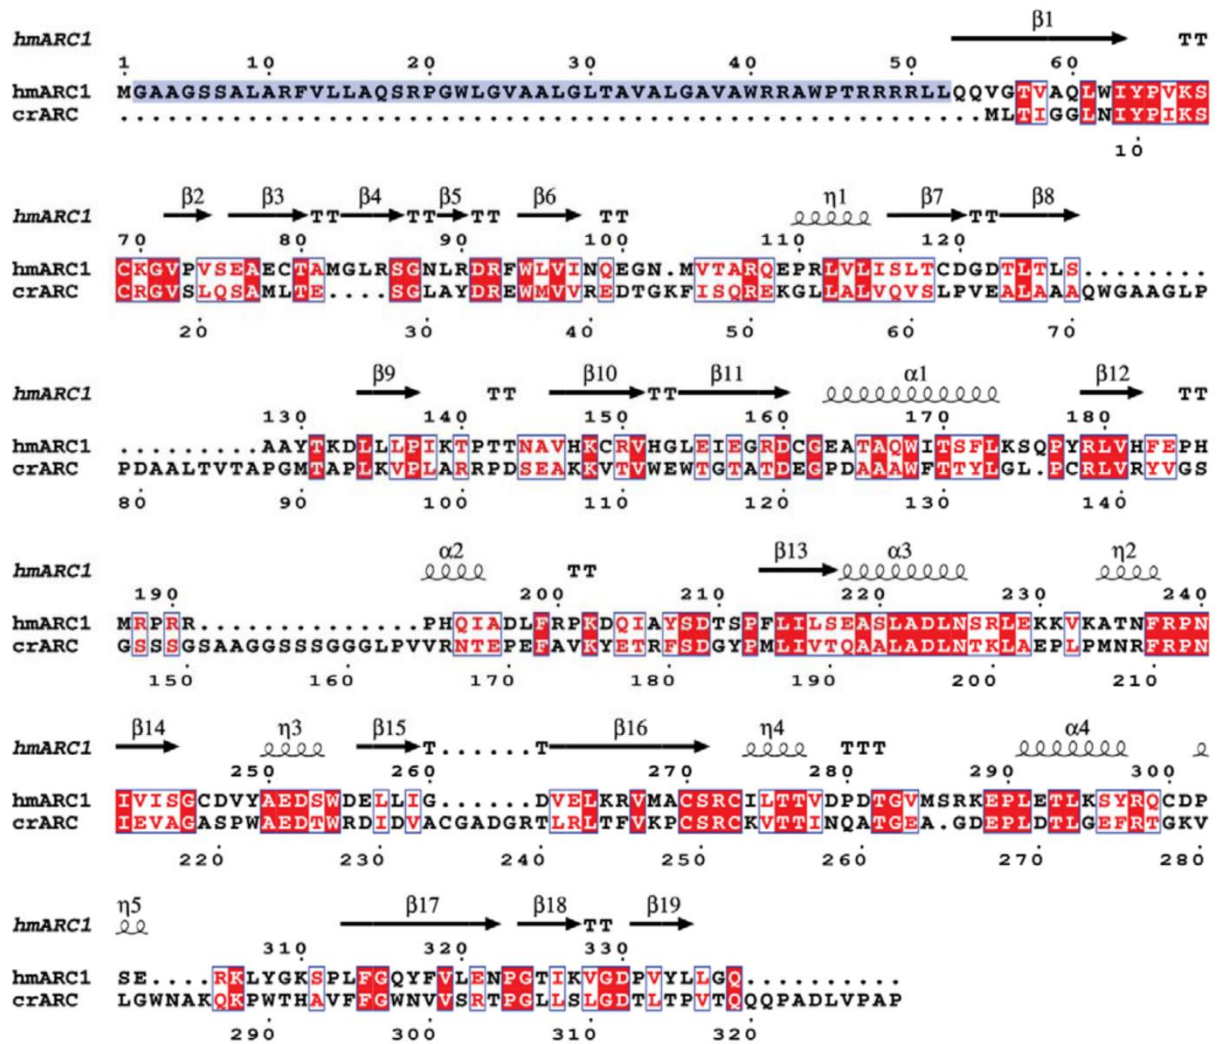 β1
hmARC1 TT
1 10 20 30 40 50 60
hmARC1 MGAAGSSALARFVLLAQSRPGWLGVAALGLTAVALGAVAWRRAWPTRRRRLLQQVGTVAQLWIYPVKS
crARC ......................................................MLTIGGLNIYPIKS
10
β2 β3 β4 β5 β6 η1 β7 β8
hmARC1 TT TT TT TT TT
70 80 90 100 110 120
hmARC1 CKGVPVSEAECTAMGLRSGNLRDRFWLVINQEGN.MVTARQEPRLVLISLTCDGDTLTLS........
crARC CRGVSLQSAMLTE....SGLAYDREWMVVREDTGKFISQREKGLLALVQVSLPVEALAAAQWGAAGLP
20 30 40 50 60 70
β9 β10 β11 α1 β12
hmARC1 TT TT TT
130 140 150 160 170 180
hmARC1 .........AAYTKDLLLPIKTPTTNAVHKCRVHGLEIEGRDCGEATAQWITSFLKSQPYRLVHFEPH
crARC PDAALTVTAPGMTAPLKVPLARRPDSEAKKVTVWEWTGTATDEGPDAAAWFTTYLGL.PCRLVRYVGS
80 90 100 110 120 130 140
α2 β13 α3 η2
hmARC1 TT
190 200 210 220 230 240
hmARC1 MRPRR..............PHQIADLFRPKDQIAYSDTSPFLILSEASLADLNSRLEKKVKATNFRPN
crARC GSSSGSAAGGSSSGGGLPVVRNTEPEFAVKYETRFSDGYPMLIVTQAALADLNTKLAEPLPMNRFRPN
150 160 170 180 190 200 210
β14 η3 β15 β16 η4 α4
hmARC1 T......T TTT
250 260 270 280 290 300
hmARC1 IVISGCDVYAEDSWDELLIG......DVELKRVMACSRCILTTVDPDTGVMSRKEPLETLKSYRQCDP
crARC IEVAGASPWAEDTWRDIDVACGADGRTLRLTFVKPCSRCKVTTINQATGEA.GDEPLDTLGEFRTGKV
220 230 240 250 260 270 280
η5 β17 β18 β19
hmARC1 TT
310 320 330
hmARC1 SE....RKLYGKSPLFGQYFVLENPGTIKVGDPVYLLGQ..........
crARC LGWNAKQKPWTHAVFFGWNVVSRTPGLLSLGDTLTPVTQQQPADLVPAP
290 300 310 320